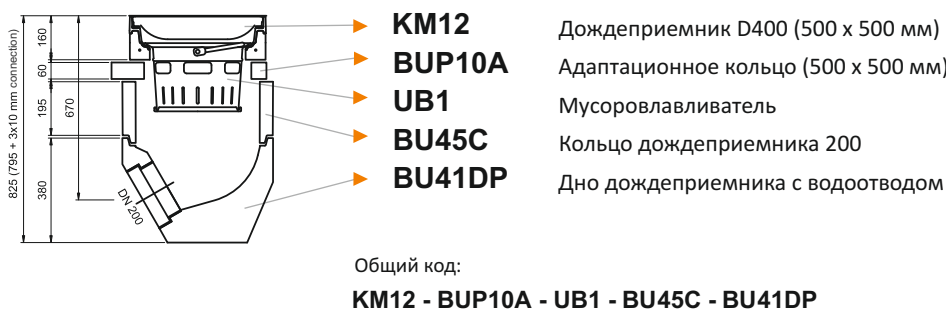 825 (795 + 3x10 mm connection)
160
60
195
380
670
DN 200
KM12 Дождеприемник D400 (500 x 500 мм)
BUP10A Адаптационное кольцо (500 x 500 мм)
UB1 Мусоровлавливатель
BU45C Кольцо дождеприемника 200
BU41DP Дно дождеприемника с водоотводом
Общий код:
KM12 - BUP10A - UB1 - BU45C - BU41DP